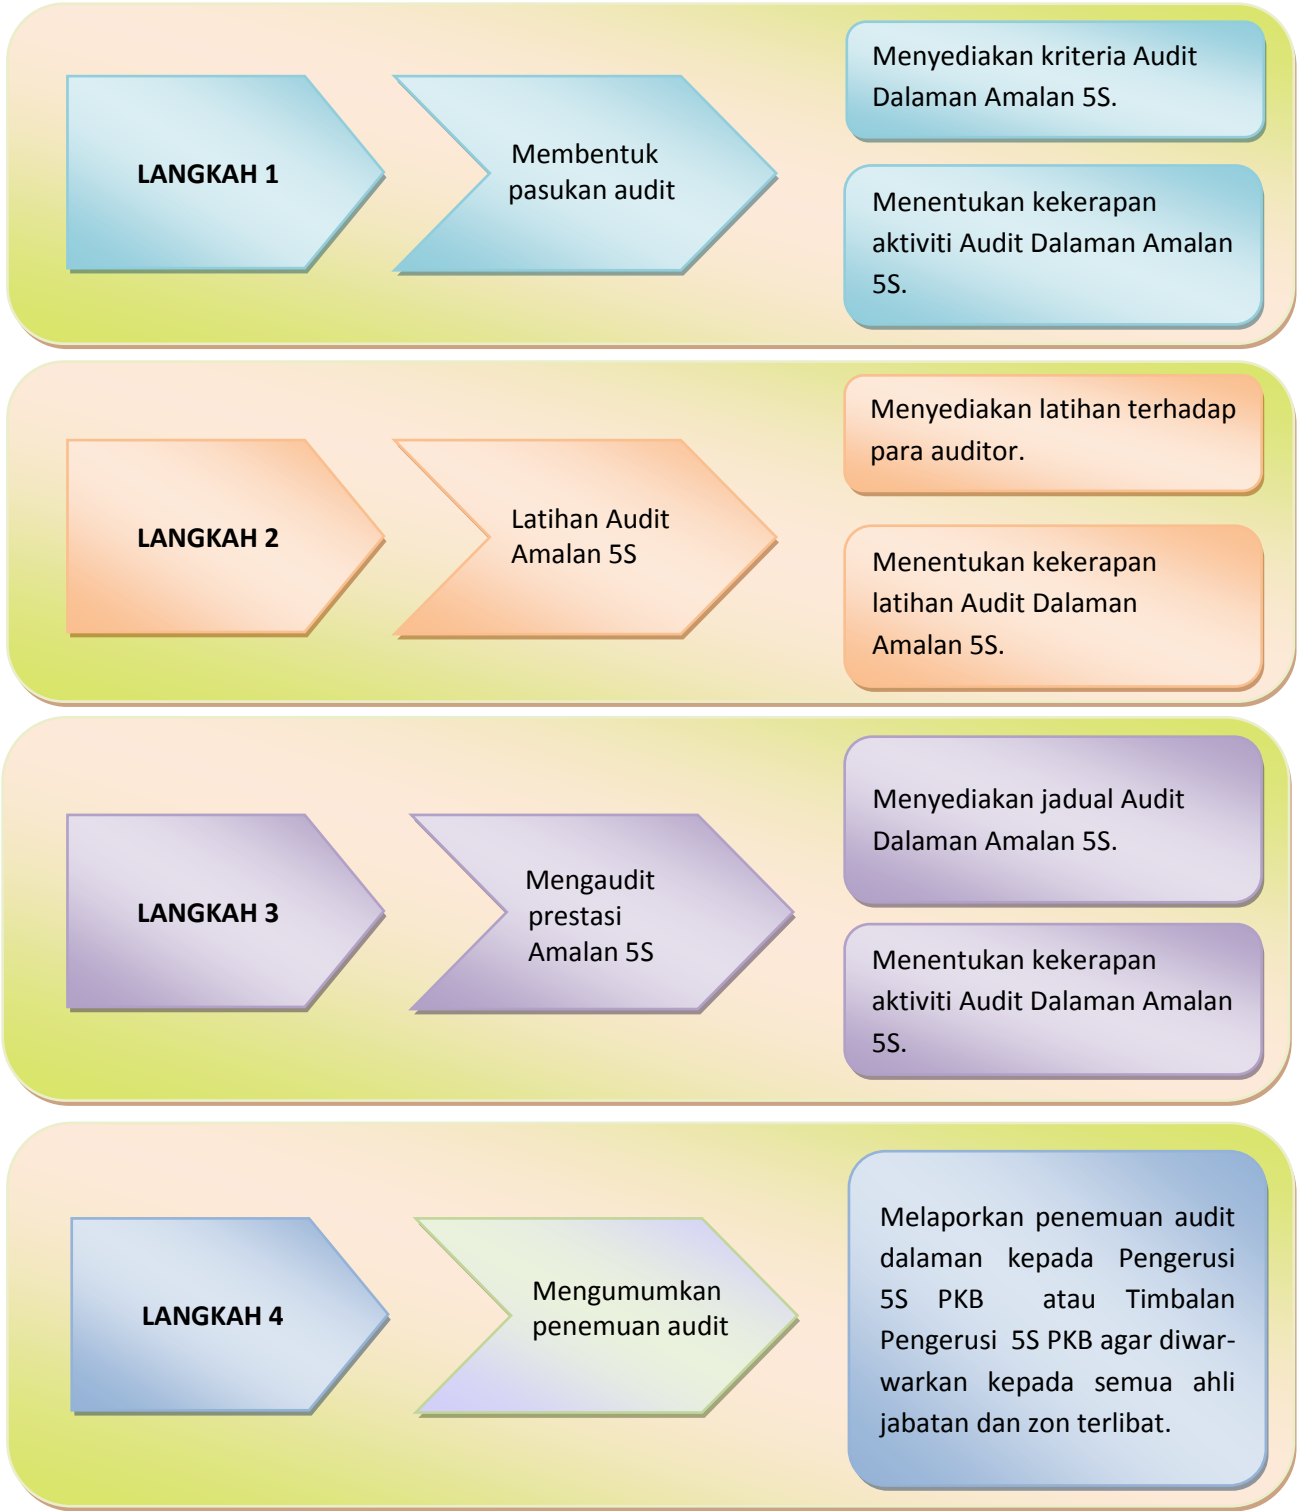 LANGKAH 1
Membentuk
pasukan audit
Menyediakan kriteria Audit
Dalaman Amalan 5S.
Menentukan kekerapan
aktiviti Audit Dalaman Amalan
5S.
LANGKAH 2
Latihan Audit
Amalan 5S
Menyediakan latihan terhadap
para auditor.
Menentukan kekerapan
latihan Audit Dalaman
Amalan 5S.
LANGKAH 3
Mengaudit
prestasi
Amalan 5S
Menyediakan jadual Audit
Dalaman Amalan 5S.
Menentukan kekerapan
aktiviti Audit Dalaman Amalan
5S.
LANGKAH 4
Mengumumkan
penemuan audit
Melaporkan penemuan audit
dalaman kepada Pengerusi
5S PKB atau Timbalan
Pengerusi 5S PKB agar diwar-
warkan kepada semua ahli
jabatan dan zon terlibat.